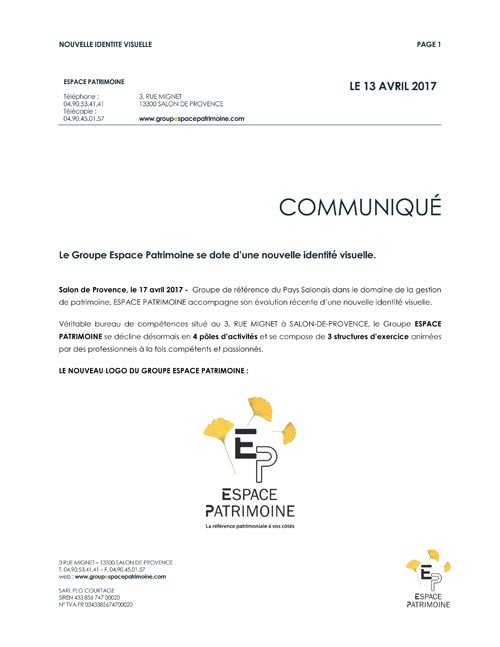 NOUVELLE IDENTITE VISUELLE PAGE 1
ESPACE PATRIMOINE
LE 13 AVRIL 2017
Téléphone : 3, RUE MIGNET
04.90.53.41.41 13300 SALON DE PROVENCE
Télécopie :
04.90.45.01.57 www.groupespacepatrimoine.com
COMMUNIQUÉ
Le Groupe Espace Patrimoine se dote d'une nouvelle identité visuelle.
Salon de Provence, le 17 avril 2017 - Groupe de référence du Pays Salonais dans le domaine de la gestion
de patrimoine, ESPACE PATRIMOINE accompagne son évolution récente d'une nouvelle identité visuelle.
Véritable bureau de compétences situé au 3, RUE MIGNET à SALON-DE-PROVENCE, le Groupe ESPACE
PATRIMOINE se décline désormais en 4 pôles d'activités et se compose de 3 structures d'exercice animées
par des professionnels à la fois compétents et passionnés.
LE NOUVEAU LOGO DU GROUPE ESPACE PATRIMOINE :
EP
ESPACE
PATRIMOINE
La référence patrimoniale à vos côtés
3 RUE MIGNET – 13300 SALON DE PROVENCE
T. 04.90.53.41.41 – F. 04.90.45.01.57
web : www.groupespacepatrimoine.com
SARL PLG COURTAGE
SIREN 433 856 747 00020
N° TVA FR 0343385674700020
EP
ESPACE
PATRIMOINE